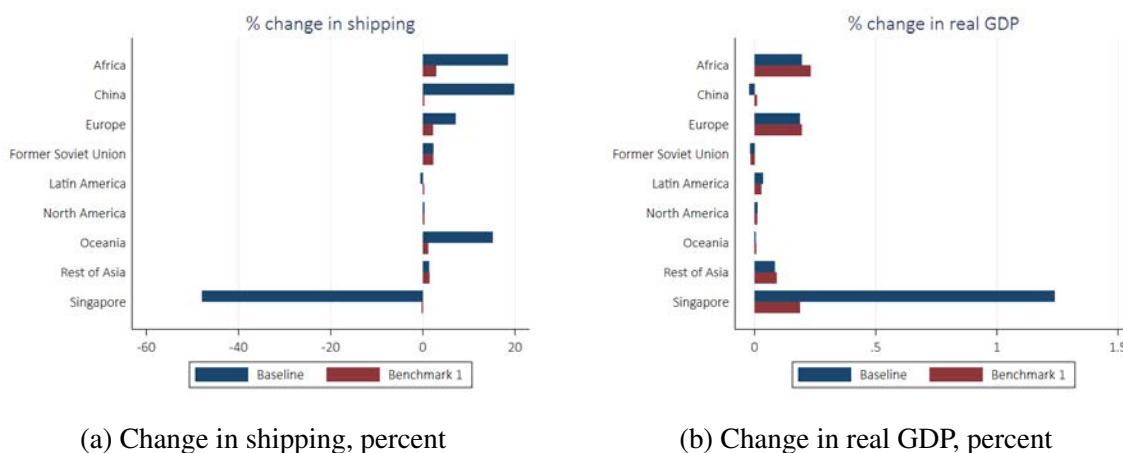 % change in shipping
Africa
China
Europe
Former Soviet Union
Latin America
North America
Oceania
Rest of Asia
Singapore
-60 -40 -20 0 20
Baseline Benchmark 1
(a) Change in shipping, percent
% change in real GDP
Africa
China
Europe
Former Soviet Union
Latin America
North America
Oceania
Rest of Asia
Singapore
0 .5 1 1.5
Baseline Benchmark 1
(b) Change in real GDP, percent